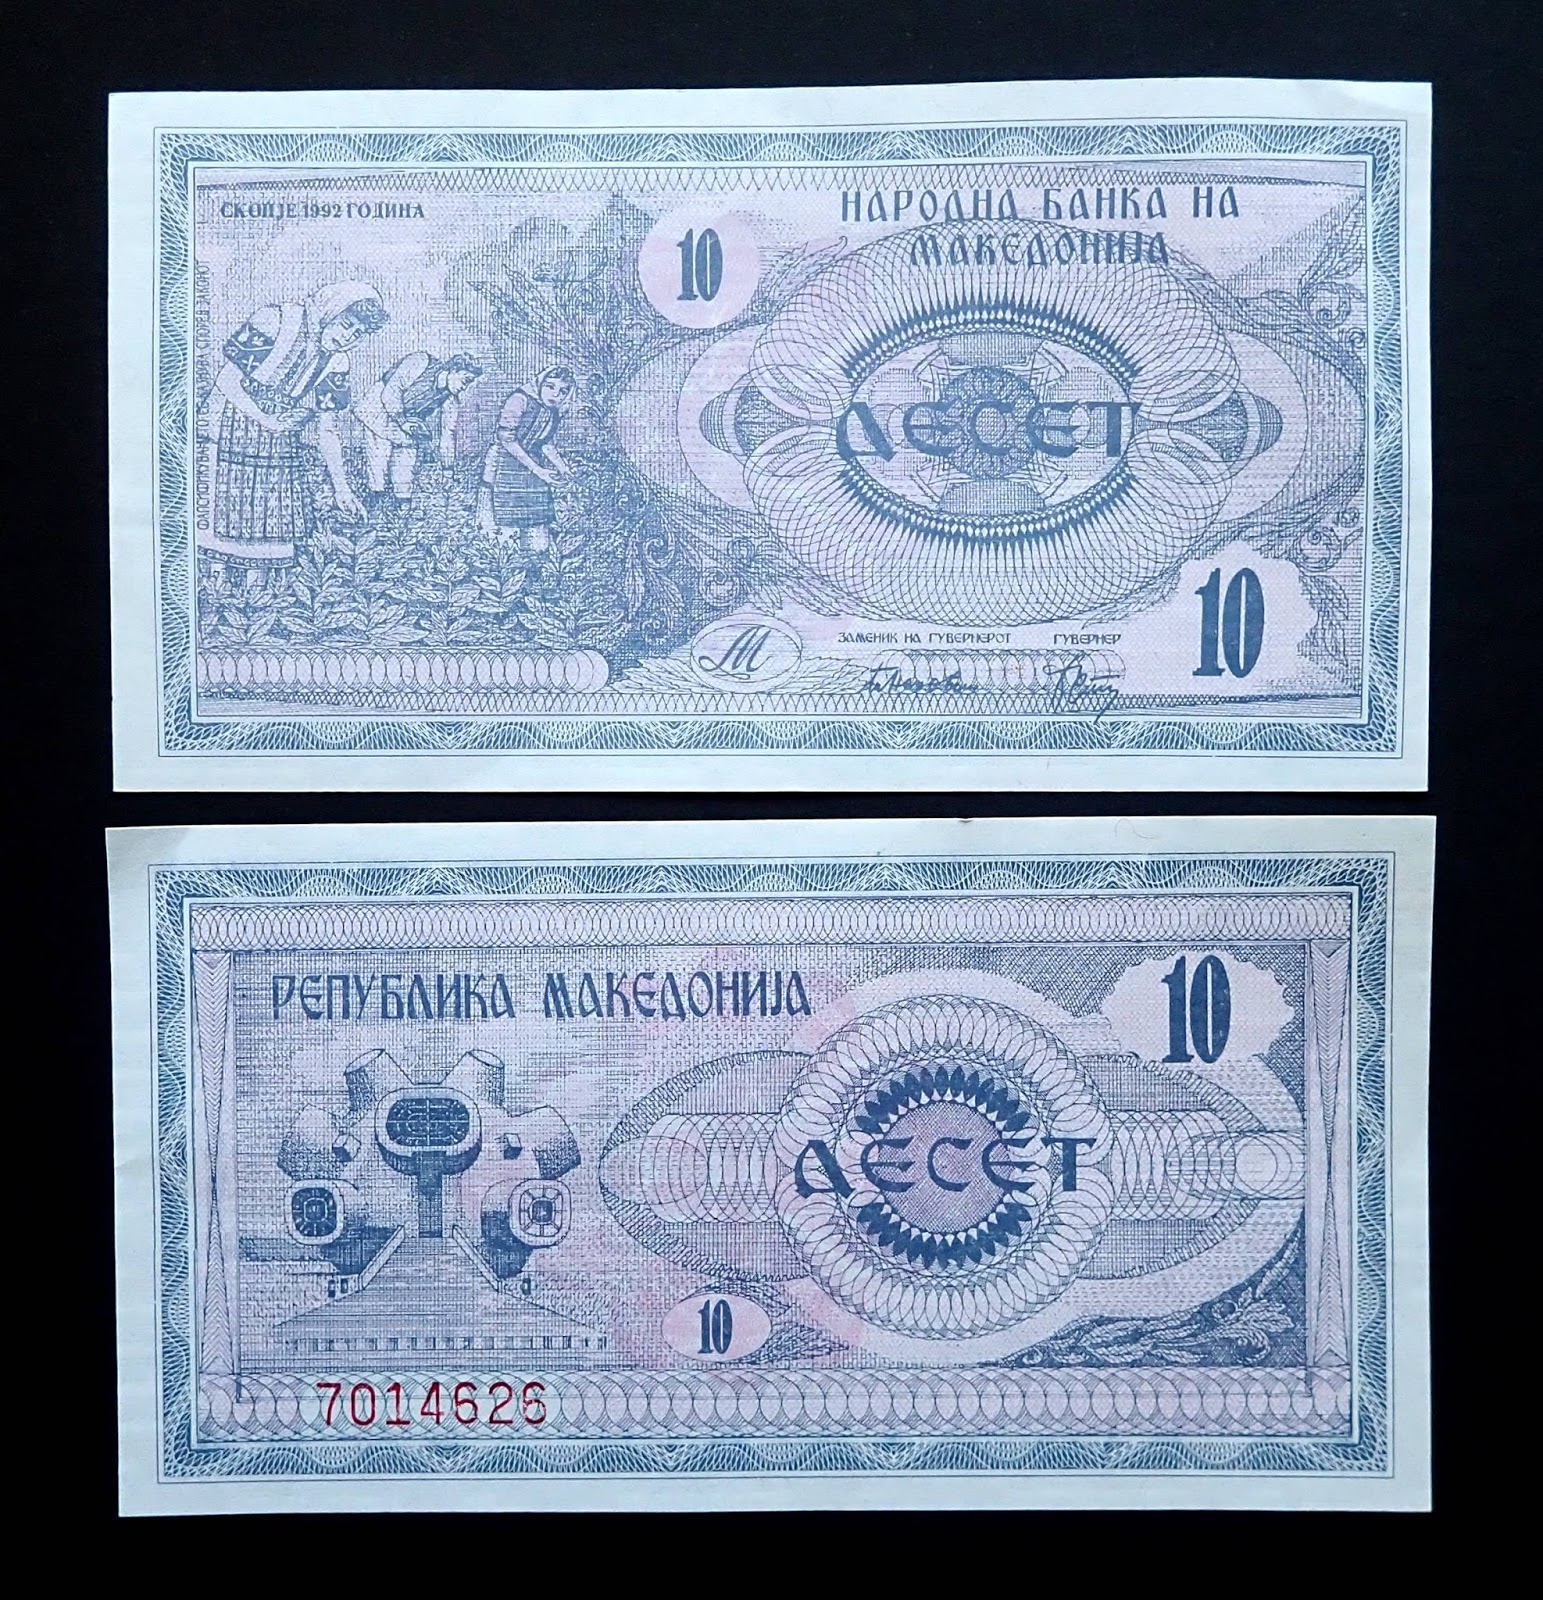 СКОПЈЕ 1992 ГОДИНА
10
НАРОДНА БАНКА НА
МАКЕДОНИЈА
ДЕСЕТ
М
ЗАМЕНИК НА ГУВЕРНЕРОТ ГУВЕРНЕР
10
РЕПУБЛИКА МАКЕДОНИЈА
10
ДЕСЕТ
10
7014626